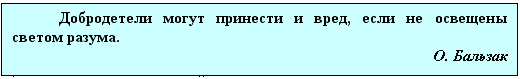 Добродетели могут принести и вред, если не освещены
светом разума.
О. Бальзак